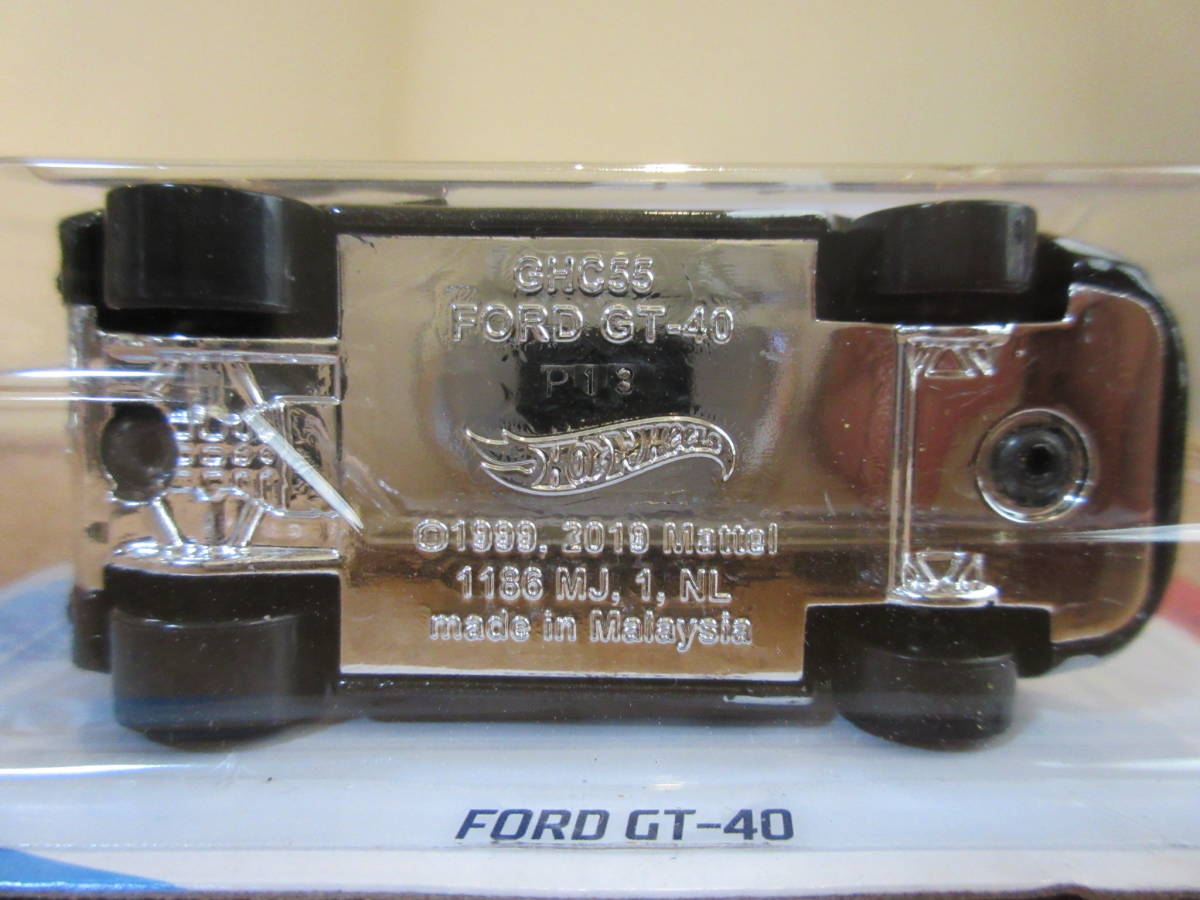 GHC55
FORD GT-40
Hot Wheels
©1999, 2019 Mattel
1186 MJ, 1, NL
made in Malaysia
FORD GT-40